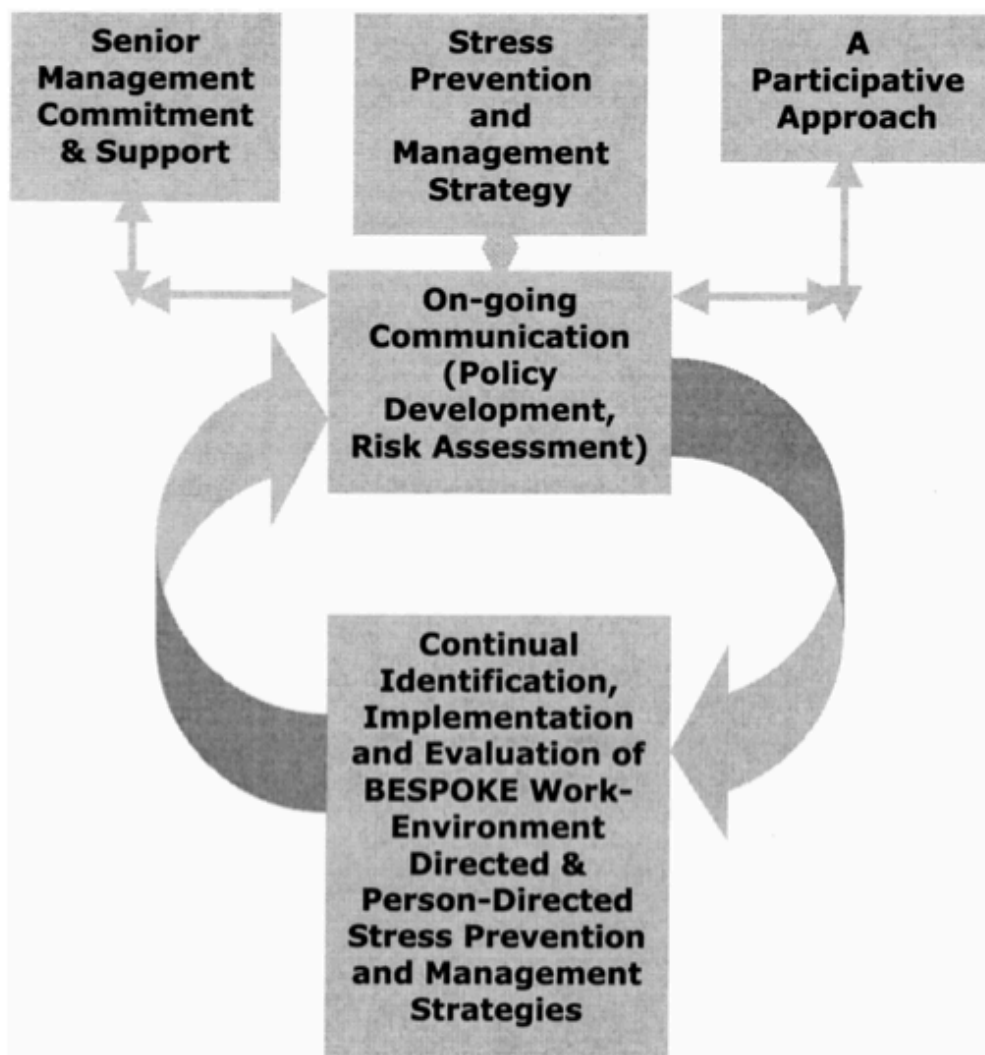 Senior
Management
Commitment
& Support
Stress
Prevention
and
Management
Strategy
A
Participative
Approach
On-going
Communication
(Policy
Development,
Risk Assessment)
Continual
Identification,
Implementation
and Evaluation of
BESPOKE Work-
Environment
Directed &
Person-Directed
Stress Prevention
and Management
Strategies